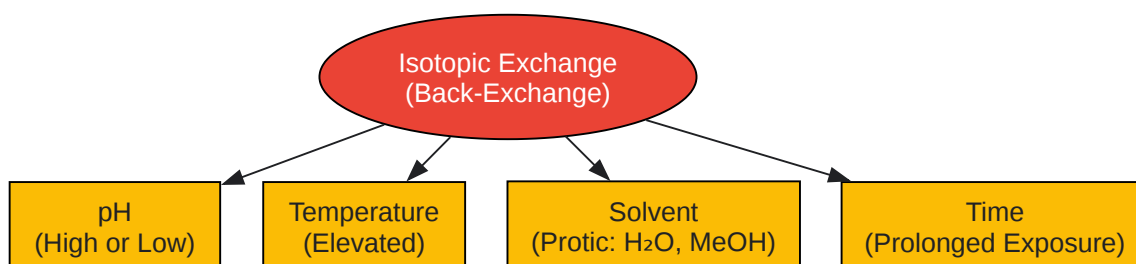 Isotopic Exchange
(Back-Exchange)
pH
(High or Low)
Temperature
(Elevated)
Solvent
(Protic: H₂O, MeOH)
Time
(Prolonged Exposure)